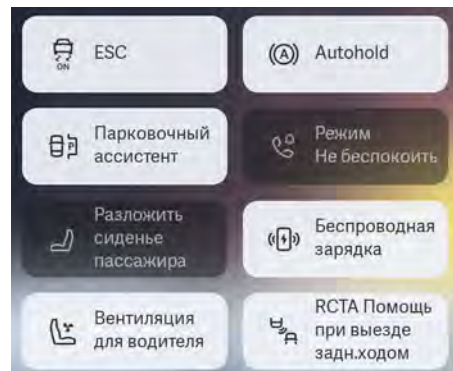 ESC
ON
Autohold
(A)
Парковочный
ассистент
P
Режим
Не беспокоить
Разложить
сиденье
пассажира
Беспроводная
зарядка
Вентиляция
для водителя
RCTA Помощь
при выезде
задн.ходом